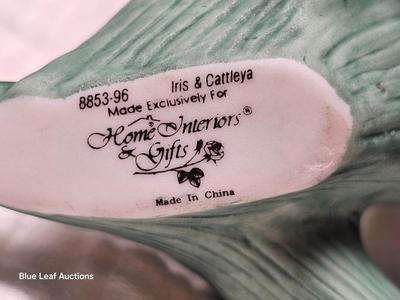 8853-96 Iris & Cattleya
Made Exclusively For
Home Interiors®
& Gifts
Made In China
Blue Leaf Auctions